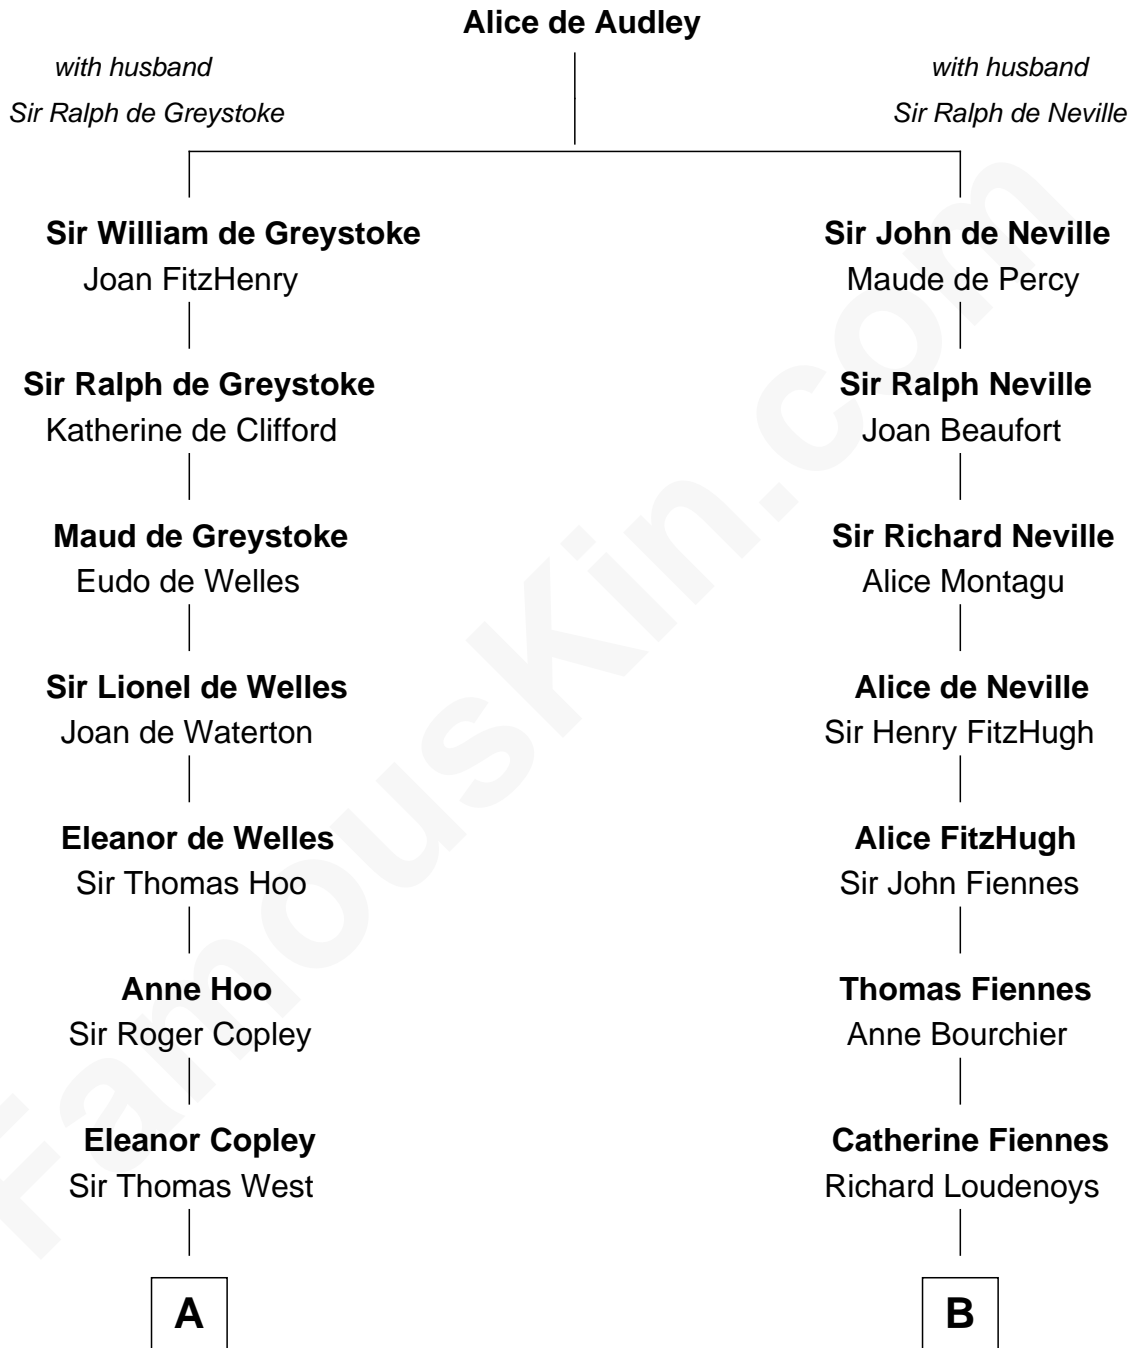 Alice de Audley
with husband
Sir Ralph de Greystoke
with husband
Sir Ralph de Neville
Sir William de Greystoke
Joan FitzHenry
Sir John de Neville
Maude de Percy
Sir Ralph de Greystoke
Katherine de Clifford
Sir Ralph Neville
Joan Beaufort
Maud de Greystoke
Eudo de Welles
Sir Richard Neville
Alice Montagu
Sir Lionel de Welles
Joan de Waterton
Alice de Neville
Sir Henry FitzHugh
Eleanor de Welles
Sir Thomas Hoo
Alice FitzHugh
Sir John Fiennes
Anne Hoo
Sir Roger Copley
Thomas Fiennes
Anne Bourchier
Eleanor Copley
Sir Thomas West
Catherine Fiennes
Richard Loudenoys
A
B
FamousKin.com